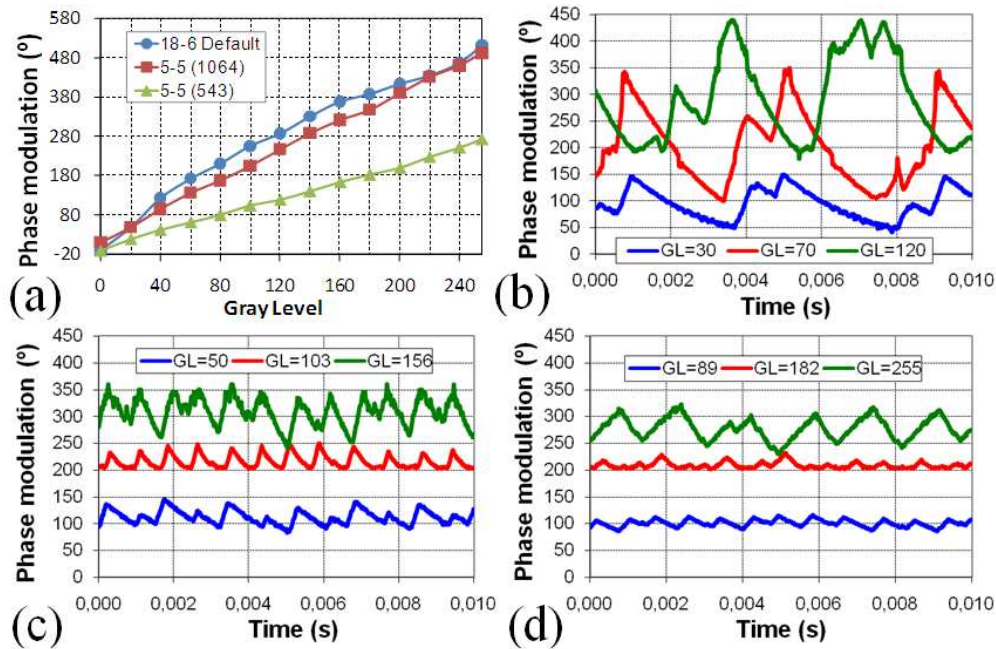 580
480
380
280
180
80
-20
Phase modulation (º)
18-6 Default
5-5 (1064)
5-5 (543)
0 40 80 120 160 200 240
Gray Level
(a)
450
400
350
300
250
200
150
100
50
0
Phase modulation (º)
GL=30 GL=70 GL=120
0,000 0,002 0,004 0,006 0,008 0,010
Time (s)
(b)
450
400
350
300
250
200
150
100
50
0
Phase modulation (º)
GL=50 GL=103 GL=156
0,000 0,002 0,004 0,006 0,008 0,010
Time (s)
(c)
450
400
350
300
250
200
150
100
50
0
Phase modulation (º)
GL=89 GL=182 GL=255
0,000 0,002 0,004 0,006 0,008 0,010
Time (s)
(d)